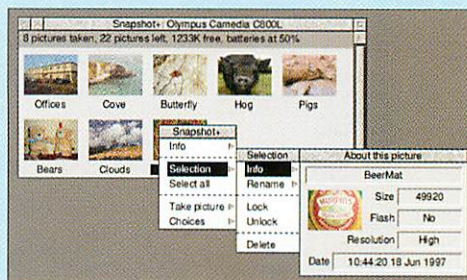 Snapshot+: Olympus Camedia C800L
8 pictures taken, 22 pictures left, 1233K free, batteries at 50%
Offices
Cove
Butterfly
Hog
Pigs
Bears
Clouds
Snapshot+
Info
Selection
Select all
Take picture
Choices
Selection
Info
Rename
Lock
Unlock
Delete
About this picture
BeerMat
Size 49920
Flash No
Resolution High
Date 10:44:20 18 Jun 1997